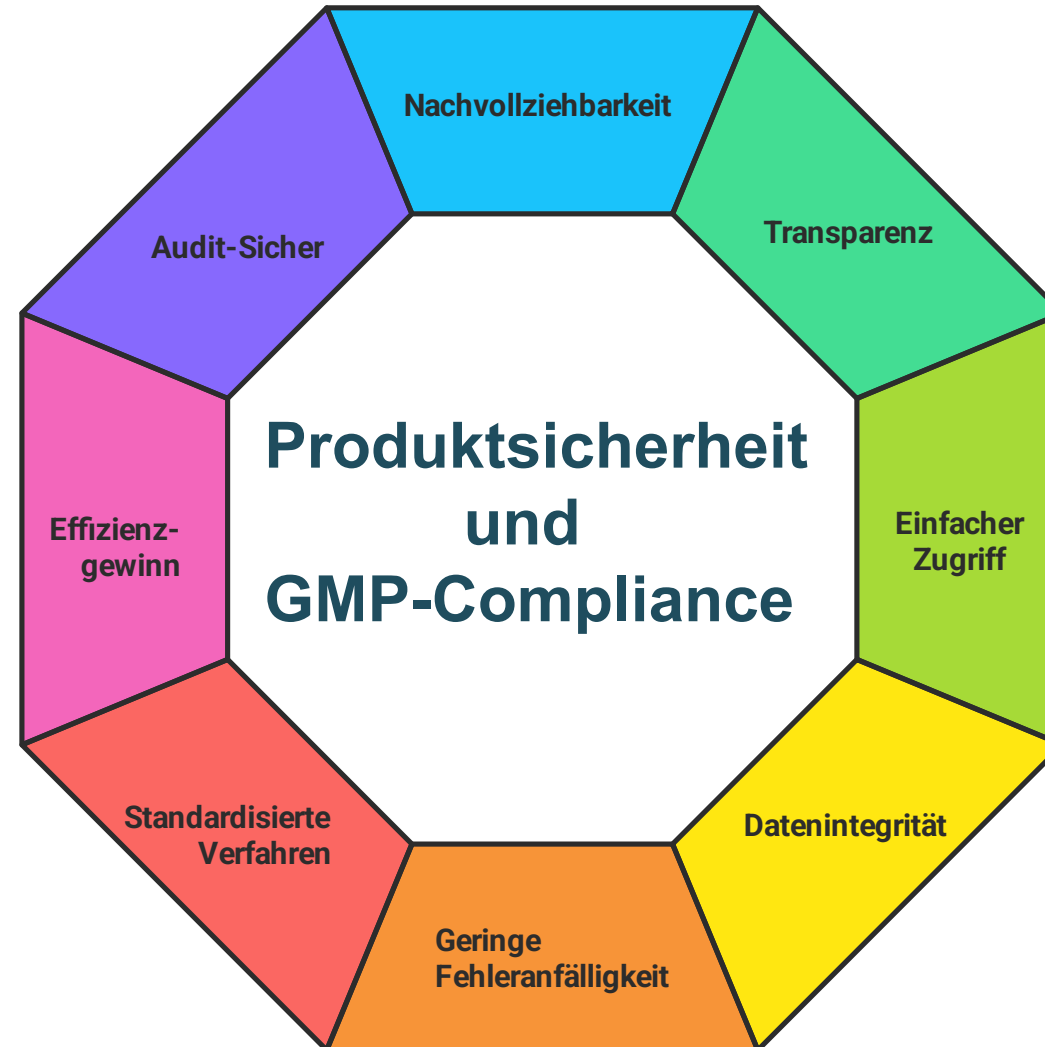 Nachvollziehbarkeit
Transparenz
Audit-Sicher
Produktsicherheit
und
GMP-Compliance
Effizienz-
gewinn
Einfacher
Zugriff
Standardisierte
Verfahren
Datenintegrität
Geringe
Fehleranfälligkeit